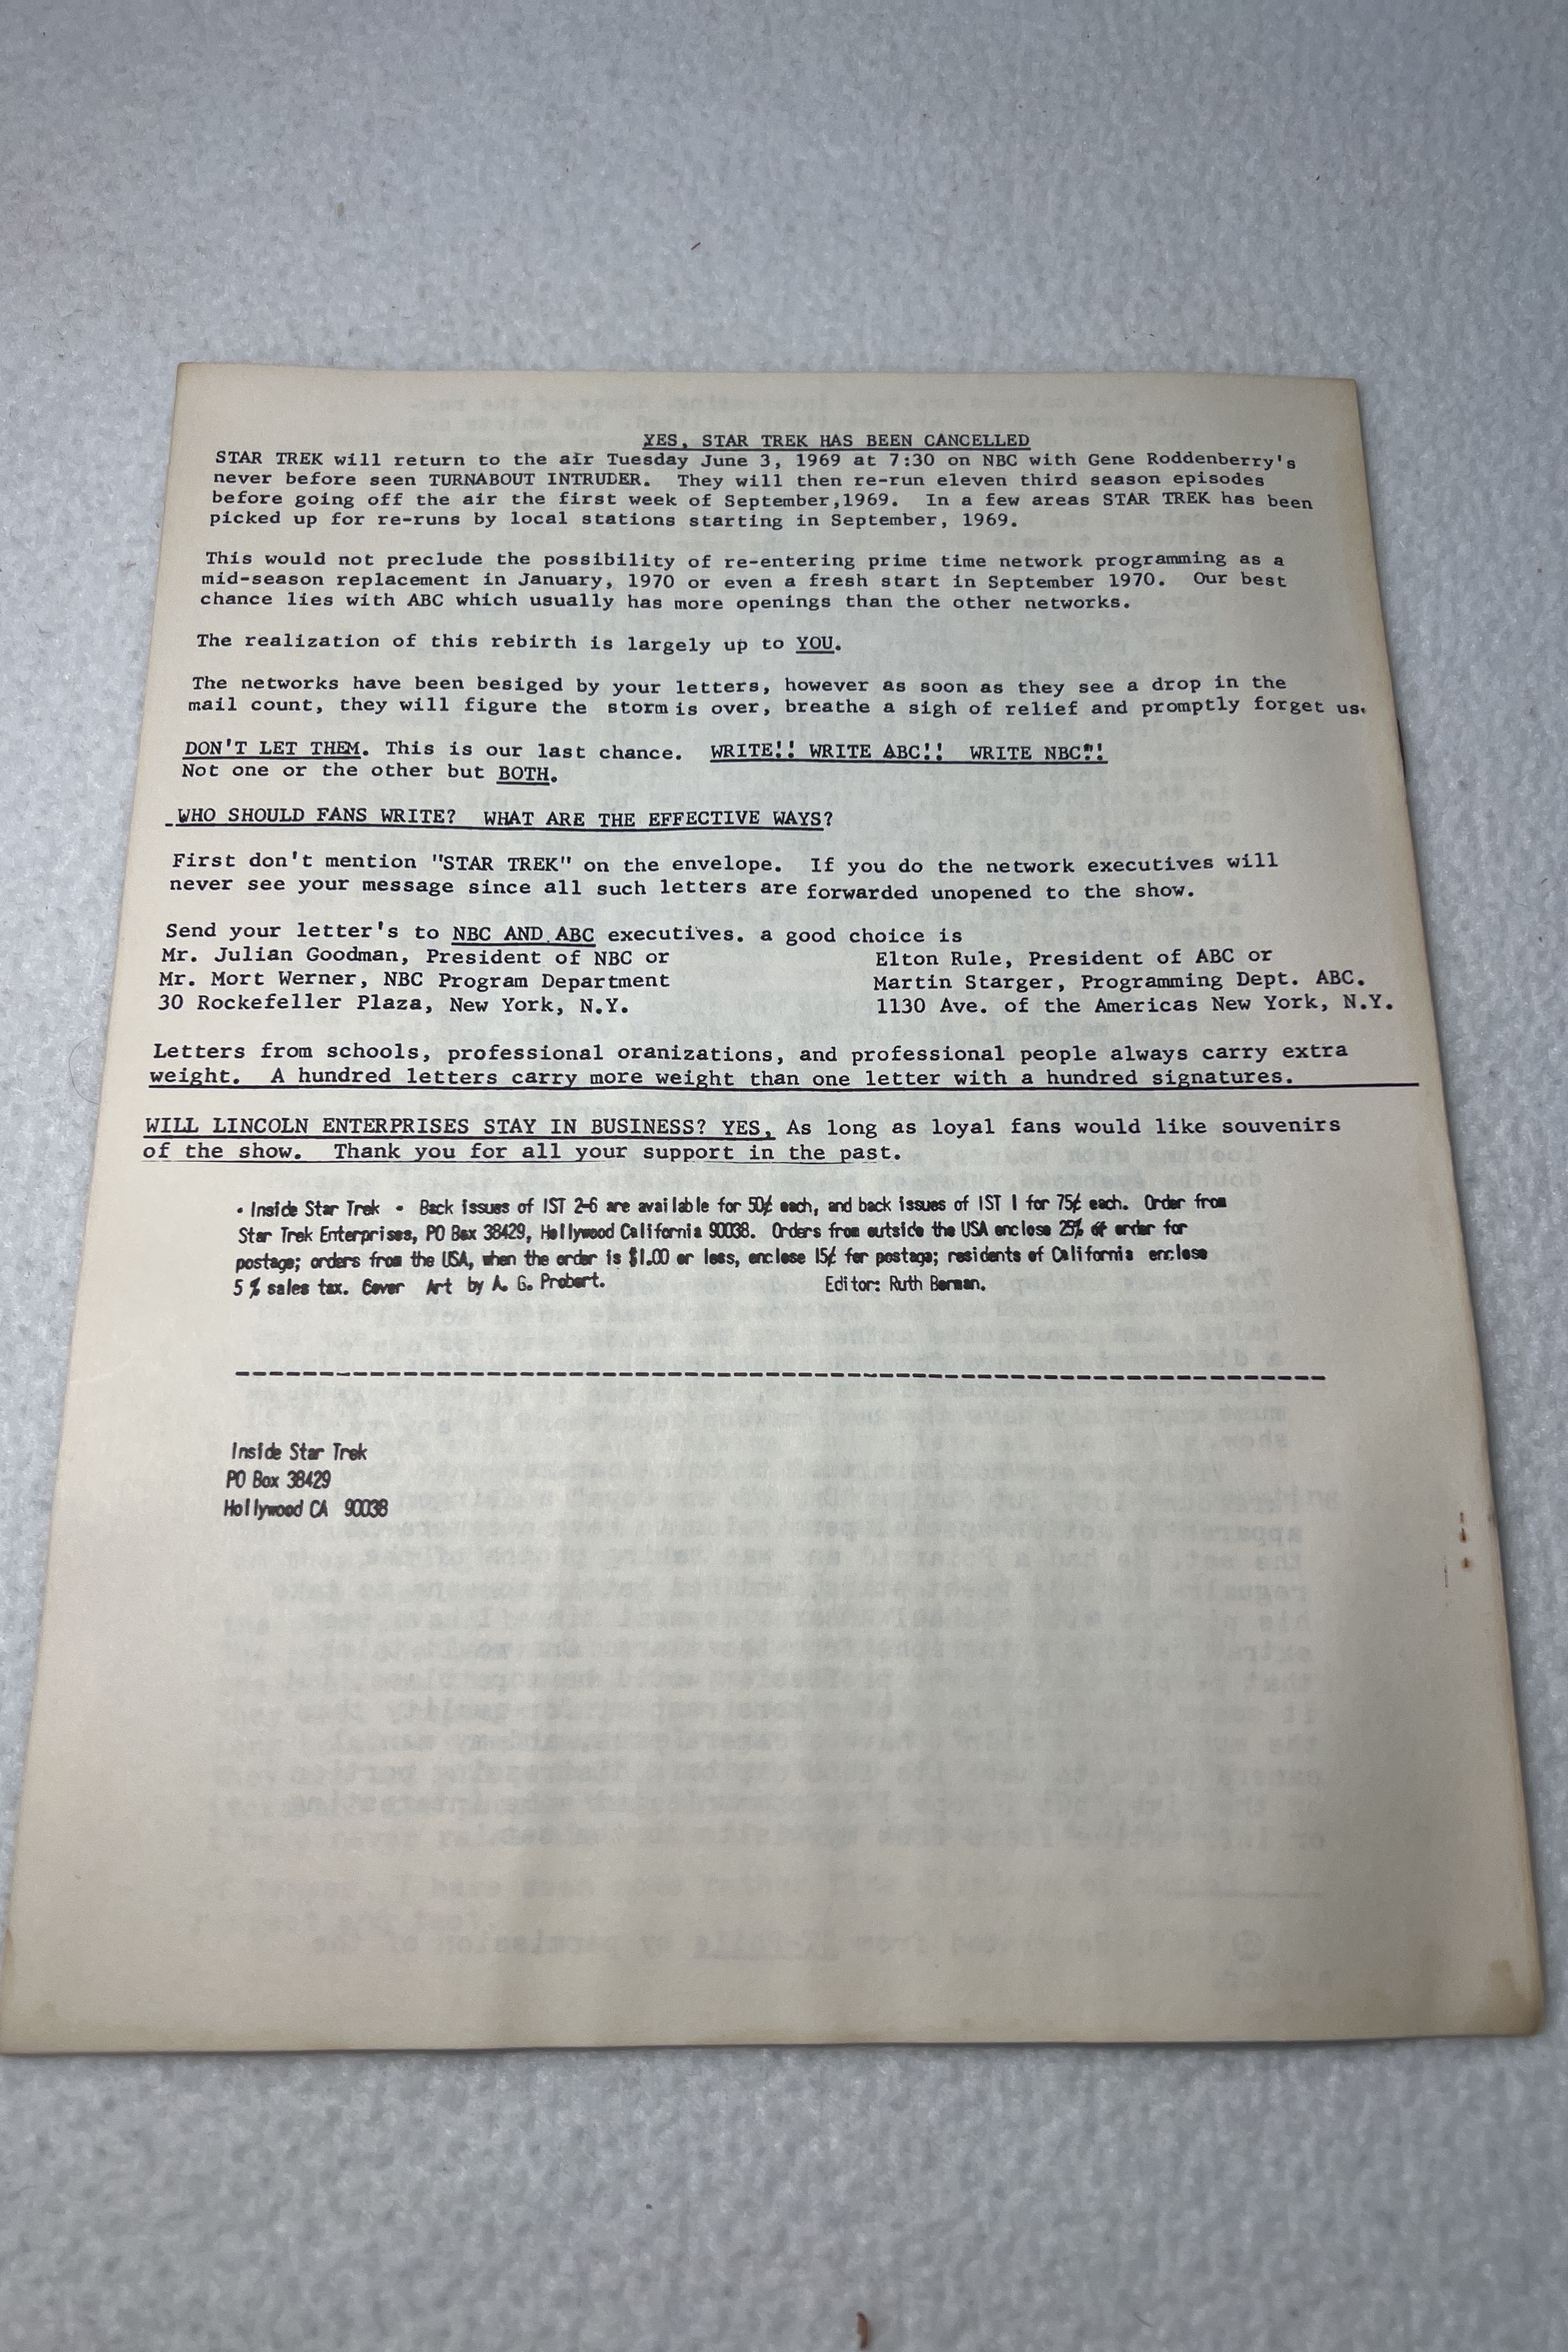 YES, STAR TREK HAS BEEN CANCELLED
STAR TREK will return to the air Tuesday June 3, 1969 at 7:30 on NBC with Gene Roddenberry's
never before seen TURNABOUT INTRUDER. They will then re-run eleven third season episodes
before going off the air the first week of September,1969. In a few areas STAR TREK has been
picked up for re-runs by local stations starting in September, 1969.
This would not preclude the possibility of re-entering prime time network programming as a
mid-season replacement in January, 1970 or even a fresh start in September 1970. Our best
chance lies with ABC which usually has more openings than the other networks.
The realization of this rebirth is largely up to YOU.
The networks have been besiged by your letters, however as soon as they see a drop in the
mail count, they will figure the storm is over, breathe a sigh of relief and promptly forget us.
DON'T LET THEM. This is our last chance. WRITE!! WRITE ABC!! WRITE NBC!!
Not one or the other but BOTH.
WHO SHOULD FANS WRITE? WHAT ARE THE EFFECTIVE WAYS?
First don't mention "STAR TREK" on the envelope. If you do the network executives will
never see your message since all such letters are forwarded unopened to the show.
Send your letter's to NBC AND ABC executives. a good choice is
Mr. Julian Goodman, President of NBC or Elton Rule, President of ABC or
Mr. Mort Werner, NBC Program Department Martin Starger, Programming Dept. ABC.
30 Rockefeller Plaza, New York, N.Y. 1130 Ave. of the Americas New York, N.Y.
Letters from schools, professional oranizations, and professional people always carry extra
weight. A hundred letters carry more weight than one letter with a hundred signatures.
WILL LINCOLN ENTERPRISES STAY IN BUSINESS? YES, As long as loyal fans would like souvenirs
of the show. Thank you for all your support in the past.
• Inside Star Trek • Back issues of IST 2-6 are available for 50¢ each, and back issues of IST 1 for 75¢ each. Order from
Star Trek Enterprises, PO Box 38429, Hollywood California 90038. Orders from outside the USA enclose 25% of order for
postage; orders from the USA, when the order is $1.00 or less, enclose 15¢ for postage; residents of California enclose
5 % sales tax. Cover Art by A. G. Probert. Editor: Ruth Berman.
Inside Star Trek
PO Box 38429
Hollywood CA 90038